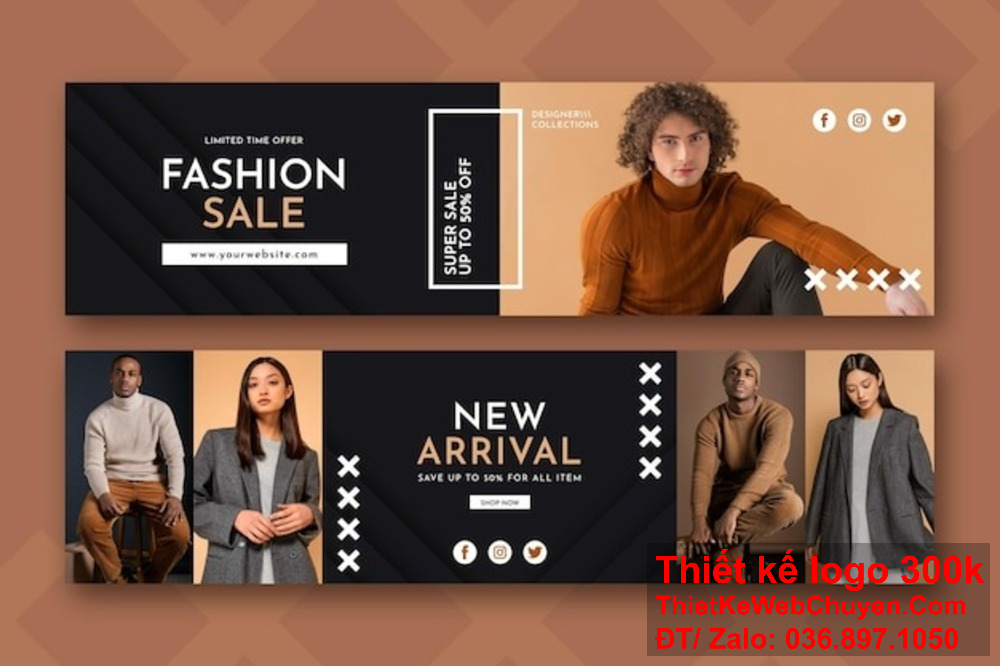 LIMITED TIME OFFER
FASHION
SALE
www.yourwebsite.com
SUPER SALE
UP TO 50% OFF
DESIGNER\\\
COLLECTIONS
NEW
ARRIVAL
SAVE UP TO 50% FOR ALL ITEM
SHOP NOW
Thiết kế logo 300k
ThietKeWebChuyen.Com
ĐT/ Zalo: 036.897.1050